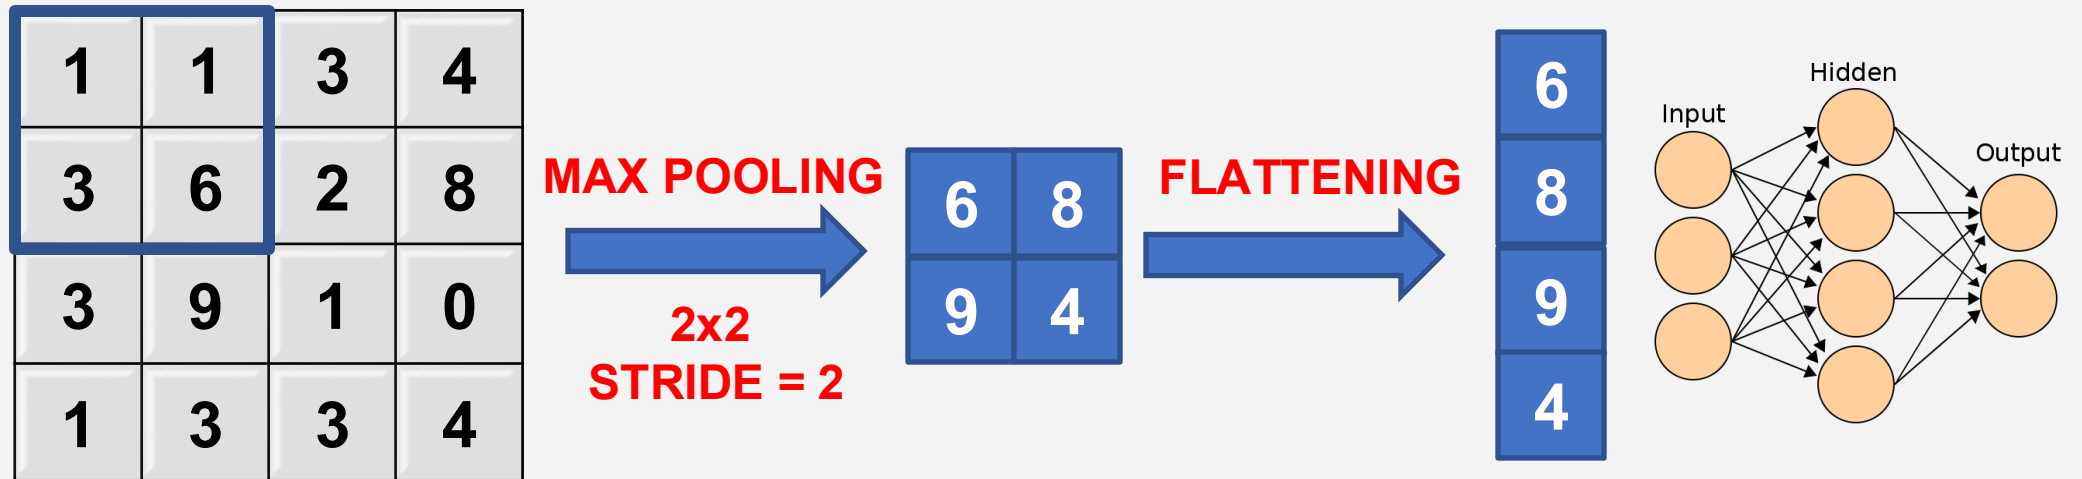 1 1 3 4
3 6 2 8
3 9 1 0
1 3 3 4
MAX POOLING
2x2
STRIDE = 2
6 8
9 4
FLATTENING
6
8
9
4
Input
Hidden
Output